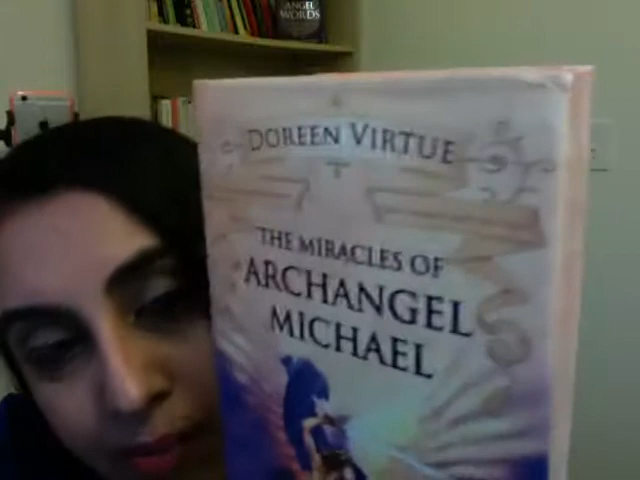 ANGEL
WORDS
DOREEN VIRTUE
THE MIRACLES OF
ARCHANGEL
MICHAEL